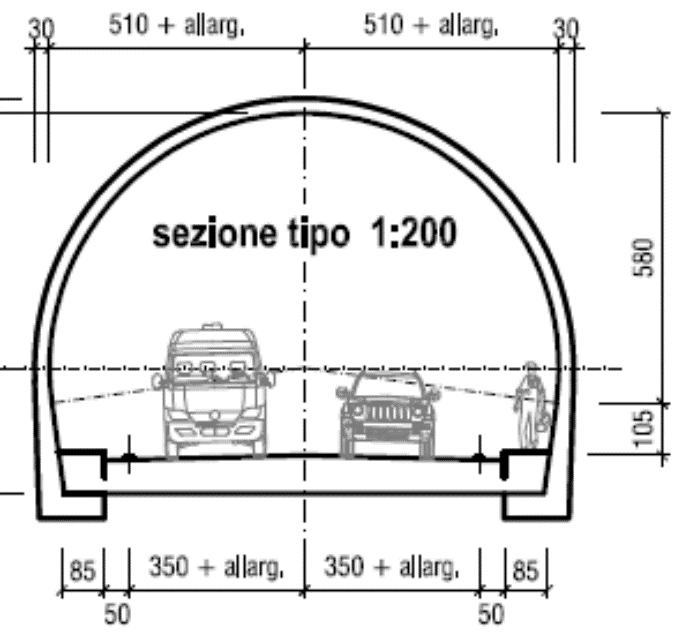 30 510 + allarg. 510 + allarg. 30
sezione tipo 1:200
580
105
85 350 + allarg. 350 + allarg. 85
50 50